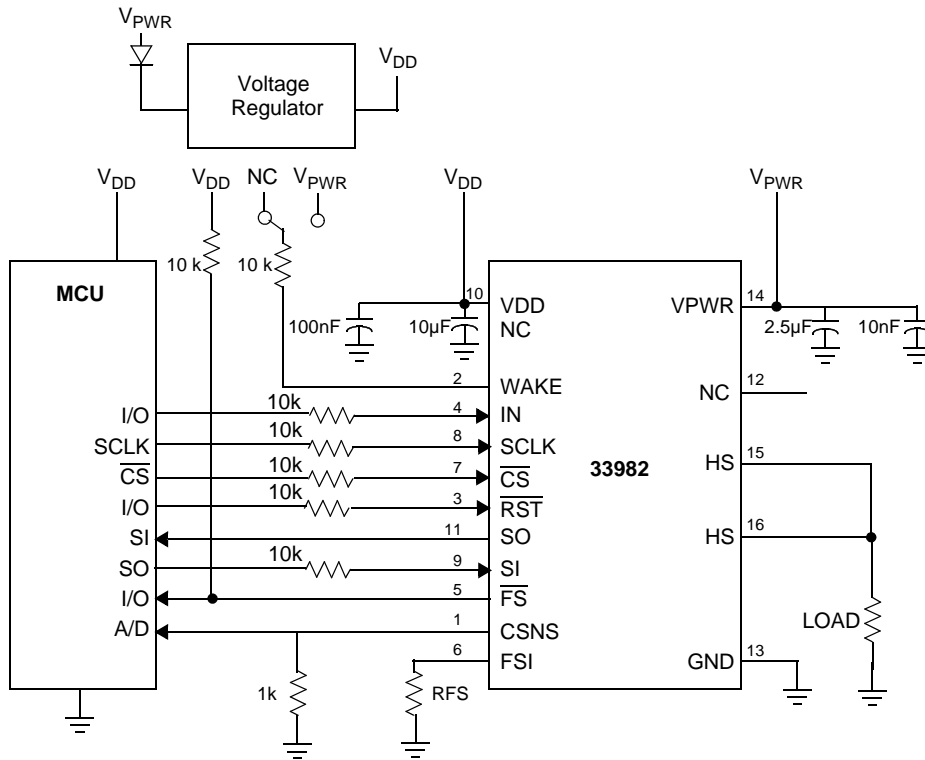 VPWR
Voltage
Regulator
VDD
VDD
VDD
NC
VPWR
VDD
VPWR
10 k
10 k
MCU
100nF
10µF
10
VDD
NC
VPWR
14
2.5µF
10nF
2
WAKE
NC
12
I/O
10k
4
IN
SCLK
10k
8
SCLK
33982
HS
15
CS
10k
7
CS
I/O
10k
3
RST
SI
11
SO
HS
16
SO
10k
9
SI
I/O
5
FS
LOAD
A/D
1
CSNS
6
FSI
GND
13
1k
RFS